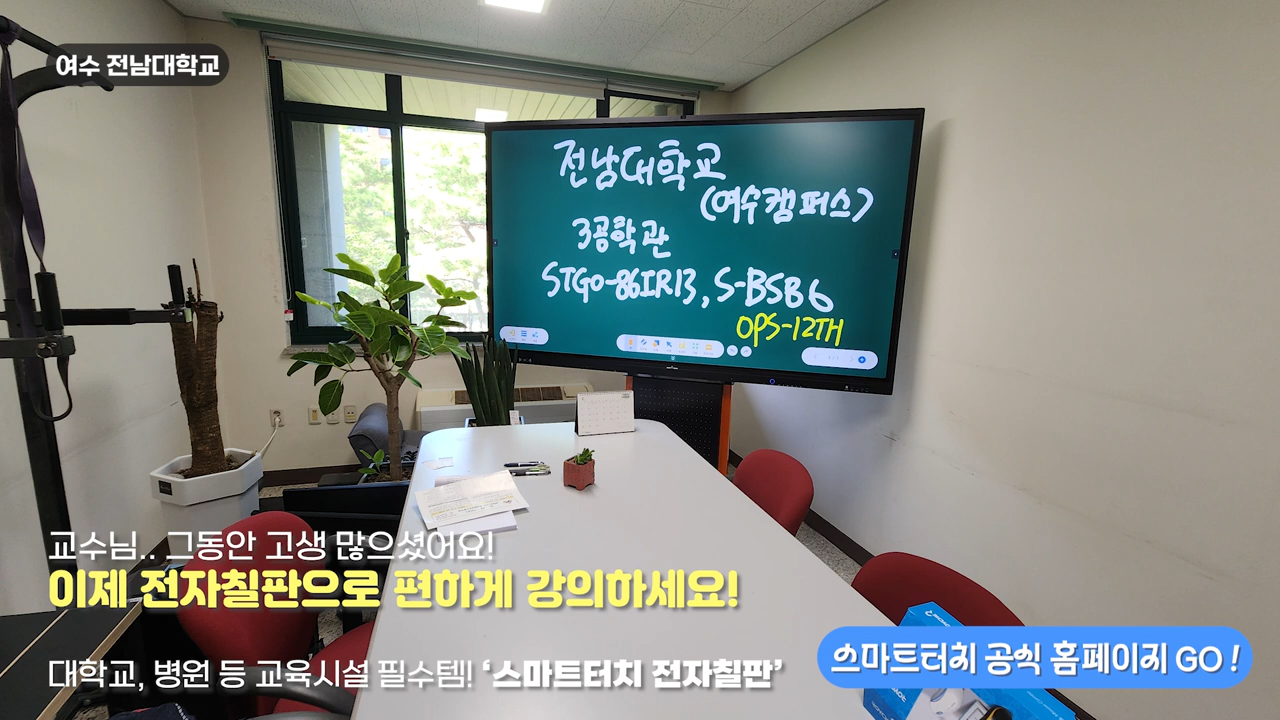 여수 전남대학교
전남대학교
(여수캠퍼스)
3공학관
STGO-86IR13, S-BSB6
OPS-12TH
교수님.. 그동안 고생 많으셨어요!
이제 전자칠판으로 편하게 강의하세요!
대학교, 병원 등 교육시설 필수템! ‘스마트터치 전자칠판’
스마트터치 공식 홈페이지 GO !